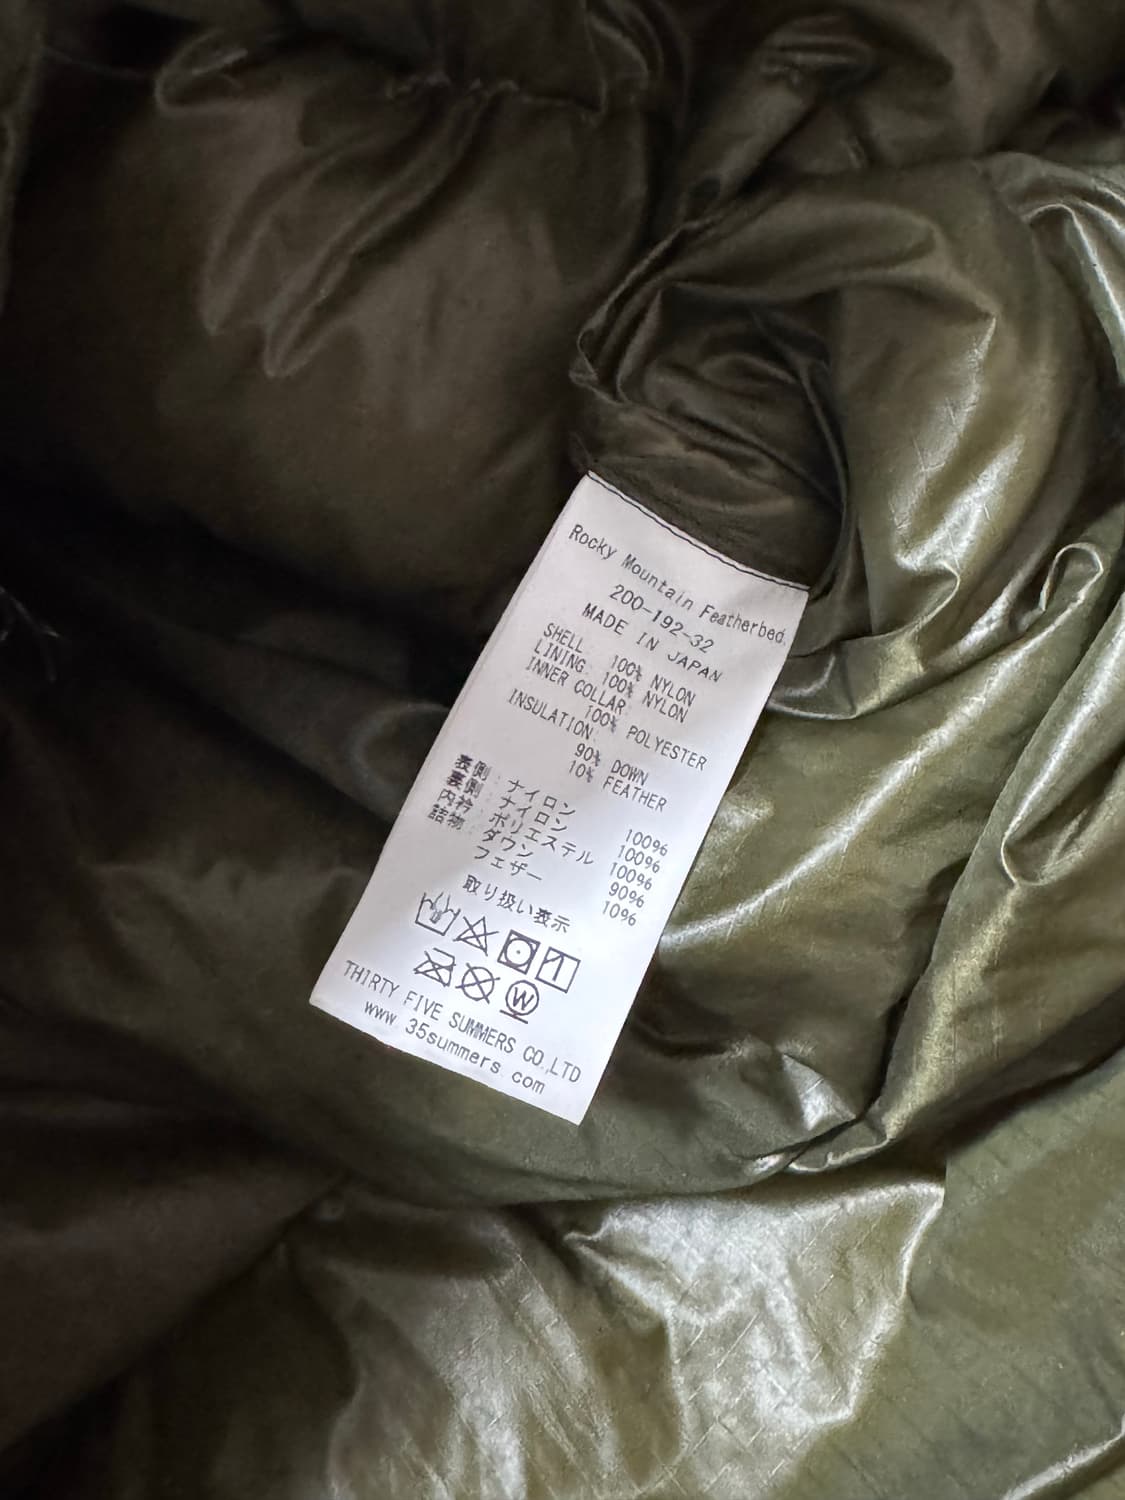 Rocky Mountain Featherbed.
200-192-32
MADE IN JAPAN
SHELL 100% NYLON
LINING: 100% NYLON
INNER COLLAR:
100% POLYESTER
INSULATION:
90% DOWN
10% FEATHER
表側 : ナイロン 100%
裏側 : ナイロン 100%
内衿 : ポリエステル 100%
詰物 : ダウン 90%
フェザー 10%
取り扱い表示
W
THIRTY FIVE SUMMERS CO.,LTD
www.35summers.com